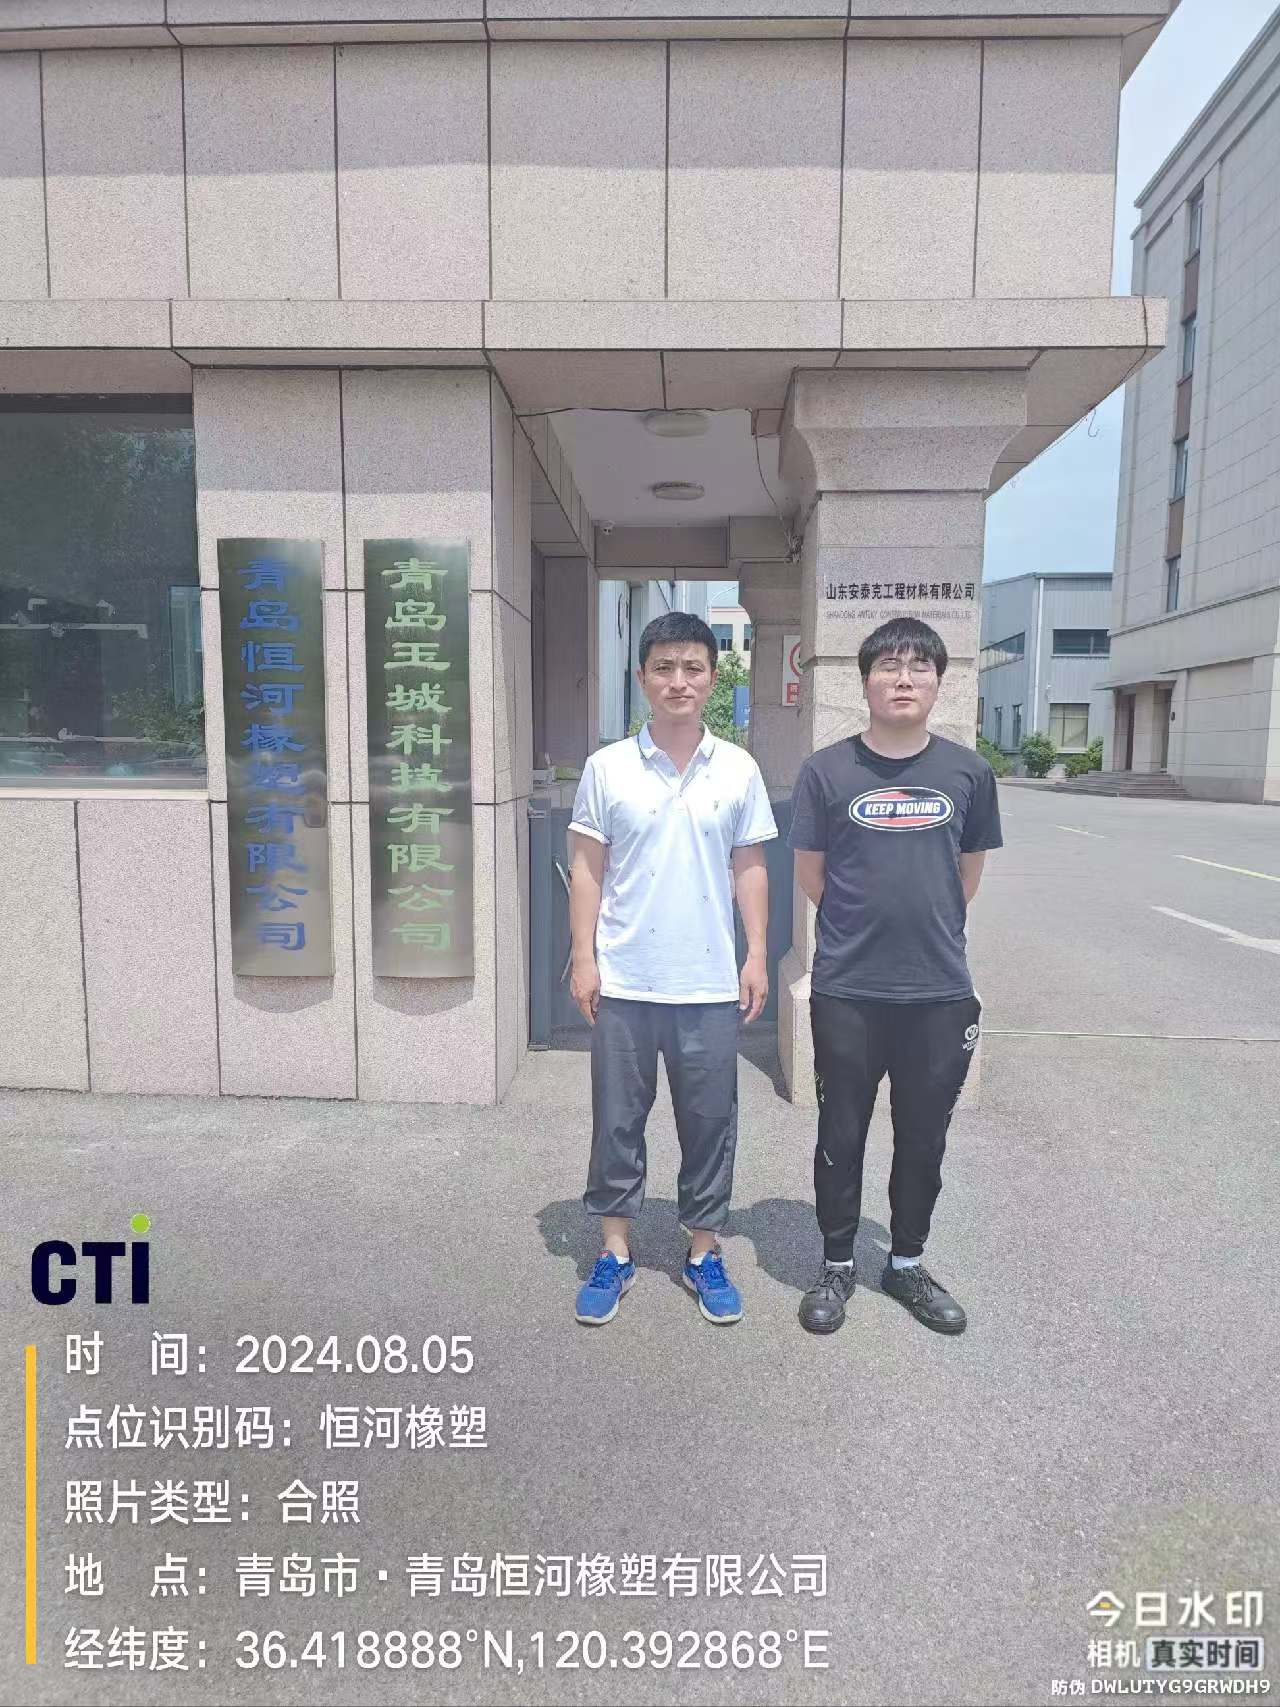 青岛恒河橡塑有限公司
青岛玉城科技有限公司
山东安泰克工程材料有限公司
KEEP MOVING
CTI
时 间：2024.08.05
点位识别码：恒河橡塑
照片类型：合照
地 点：青岛市·青岛恒河橡塑有限公司
经纬度：36.418888°N,120.392868°E
今日水印
相机 真实时间
防伪 DWLUTYG9GRWDH9